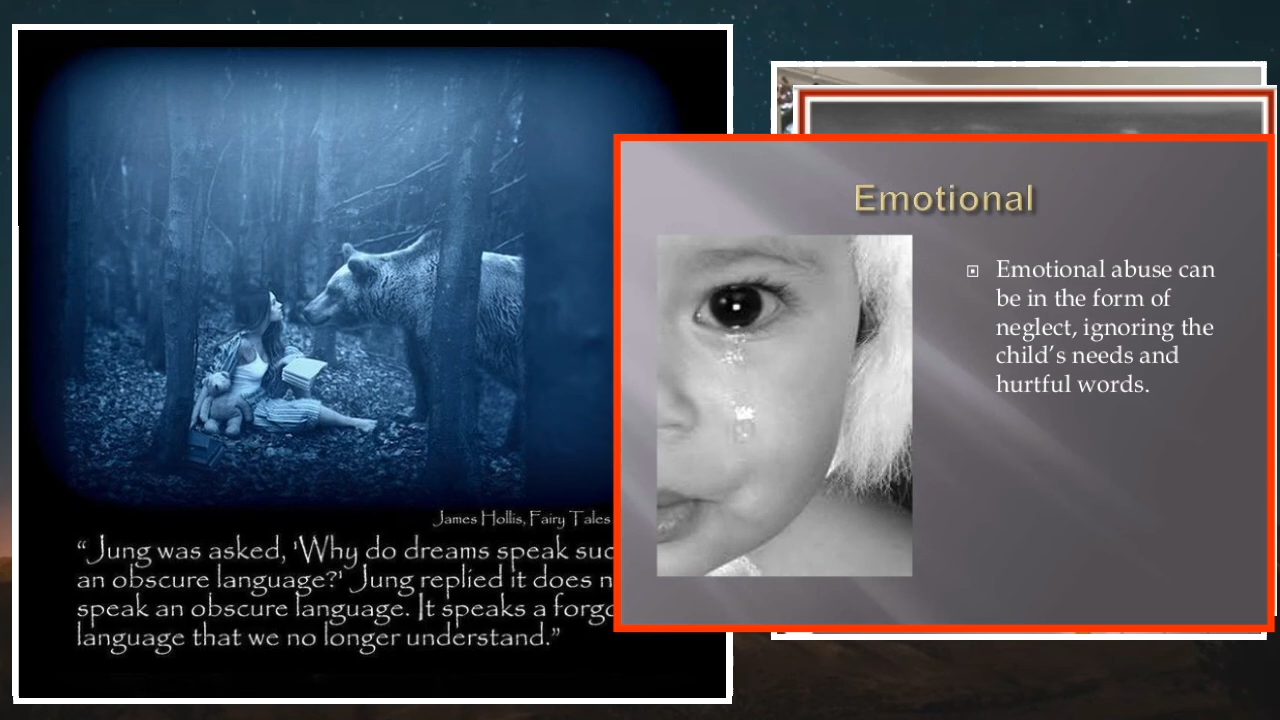 James Hollis, Fairy Tales
“Jung was asked, 'Why do dreams speak
an obscure language?' Jung replied it does
speak an obscure language. It speaks a
language that we no longer understand.”
Emotional
Emotional abuse can
be in the form of
neglect, ignoring the
child’s needs and
hurtful words.